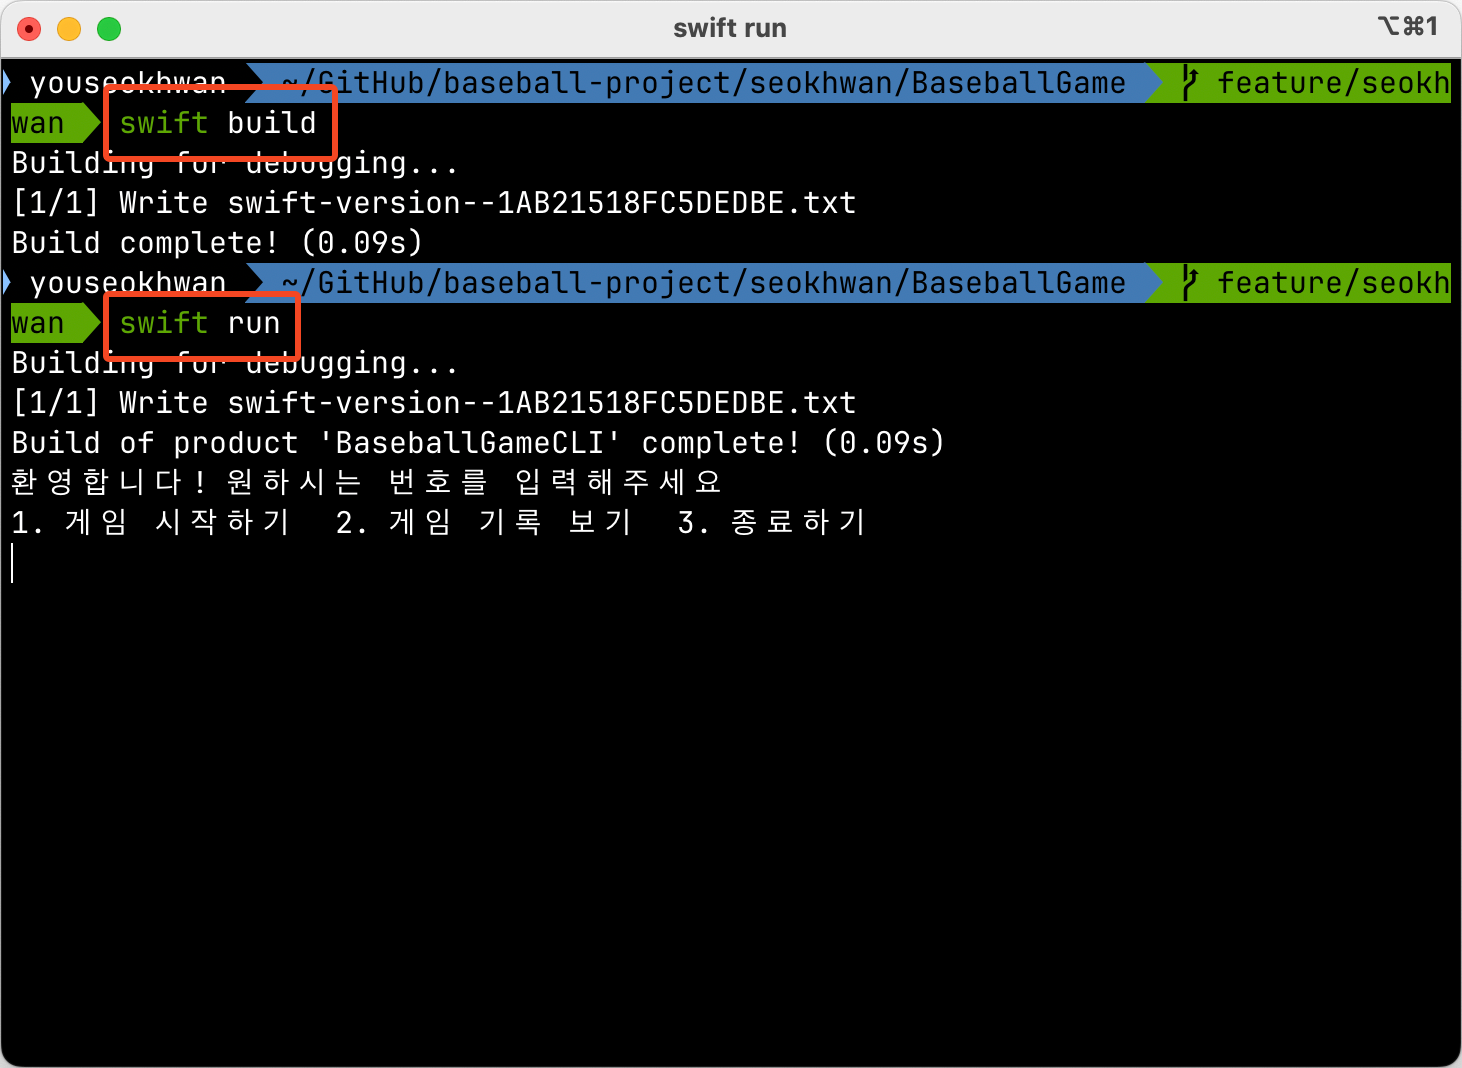 swift run
⌥⌘1
youseokhwan ~/GitHub/baseball-project/seokhwan/BaseballGame feature/seokh
wan swift build
Building for debugging...
[1/1] Write swift-version--1AB21518FC5DEDBE.txt
Build complete! (0.09s)
youseokhwan ~/GitHub/baseball-project/seokhwan/BaseballGame feature/seokh
wan swift run
Building for debugging...
[1/1] Write swift-version--1AB21518FC5DEDBE.txt
Build of product 'BaseballGameCLI' complete! (0.09s)
환영합니다! 원하시는 번호를 입력해주세요
1. 게임 시작하기 2. 게임 기록 보기 3. 종료하기